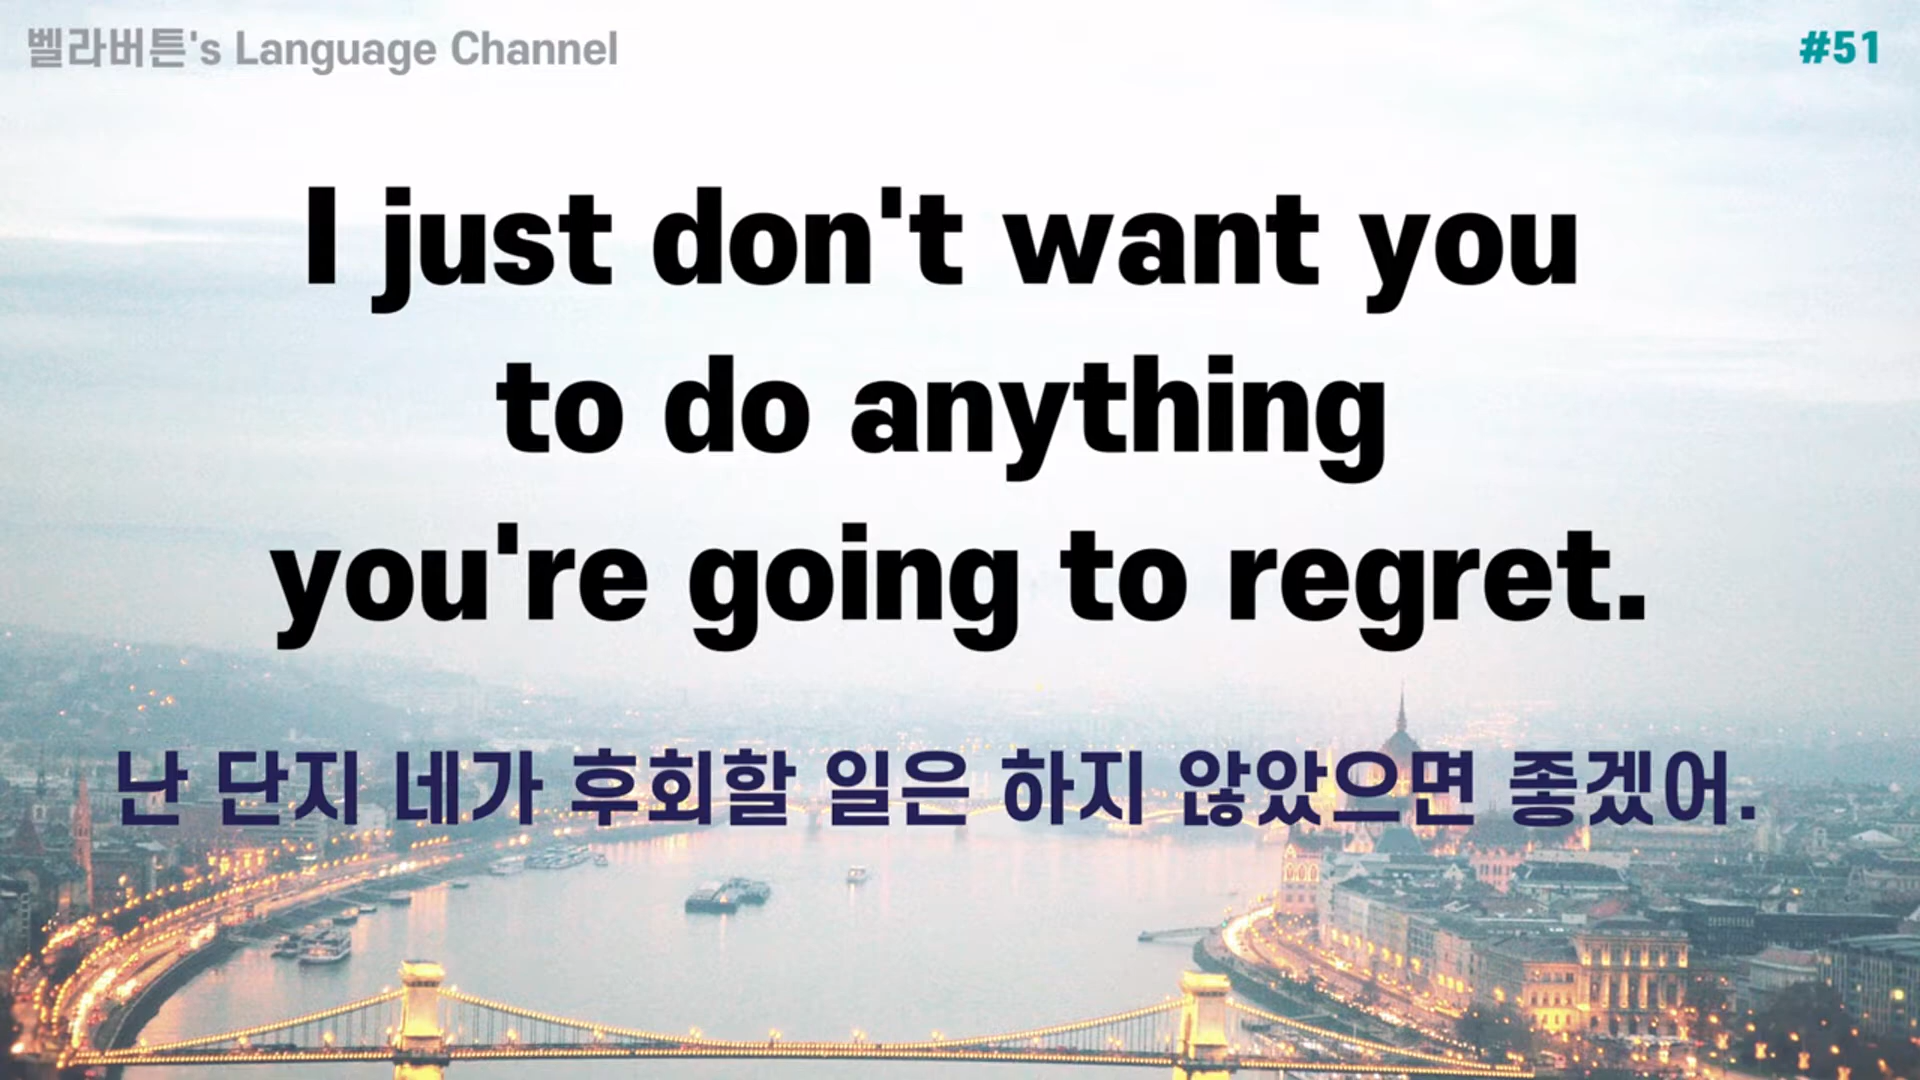 벨라버튼's Language Channel
#51
I just don't want you
to do anything
you're going to regret.
난 단지 네가 후회할 일은 하지 않았으면 좋겠어.